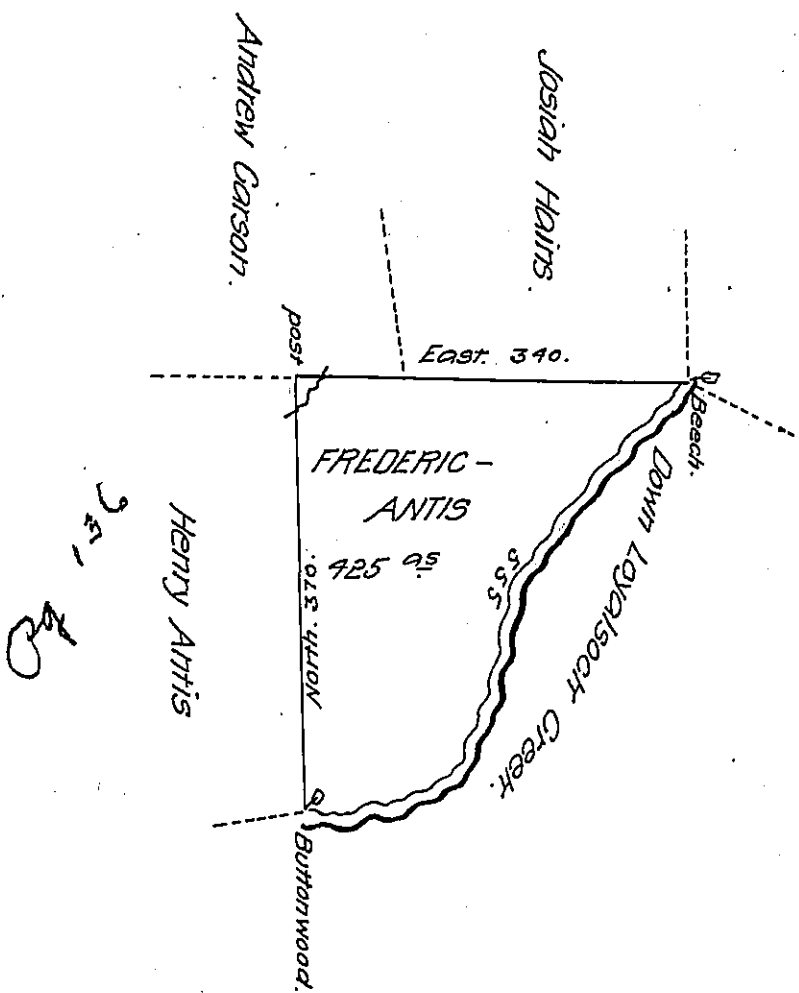 Andrew Carson.
Josiah Hains.
post
East. 340.
Beech.
Down Loyalsock Creek.
555
FREDERIC-
ANTIS
425 as
North. 370.
Henry Antis
Buttonwood.